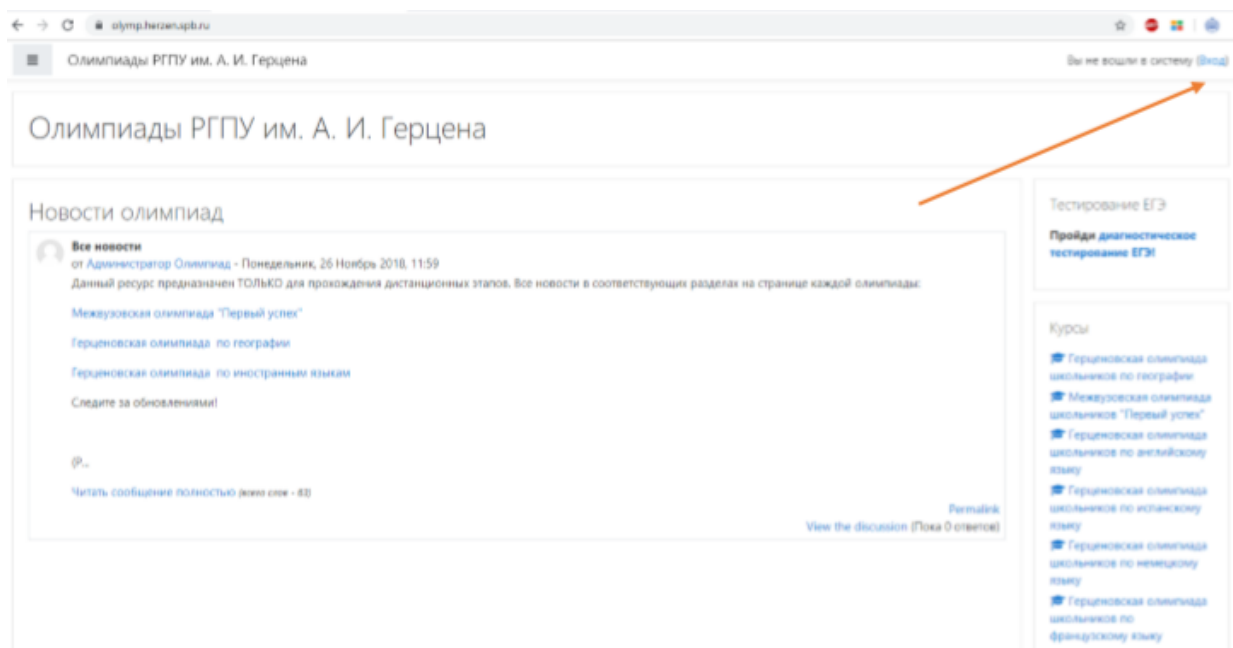 olymp.herzen.spb.ru
Олимпиады РГПУ им. А. И. Герцена
Вы не вошли в систему (Вход)
Олимпиады РГПУ им. А. И. Герцена
Новости олимпиад
Все новости
от Администратор Олимпиад - Понедельник, 26 Ноябрь 2018, 11:59
Данный ресурс предназначен ТОЛЬКО для прохождения дистанционных этапов. Все новости в соответствующих разделах на странице каждой олимпиады:
Межвузовская олимпиада "Первый успех"
Герценовская олимпиада по географии
Герценовская олимпиада по иностранным языкам
Следите за обновлениями!
(Р...
Читать сообщение полностью (всего слов - 63)
Permalink
View the discussion (Пока 0 ответов)
Тестирование ЕГЭ
Пройди диагностическое
тестирование ЕГЭ!
Курсы
Герценовская олимпиада
школьников по географии
Межвузовская олимпиада
школьников "Первый успех"
Герценовская олимпиада
школьников по английскому
языку
Герценовская олимпиада
школьников по испанскому
языку
Герценовская олимпиада
школьников по немецкому
языку
Герценовская олимпиада
школьников по
французскому языку